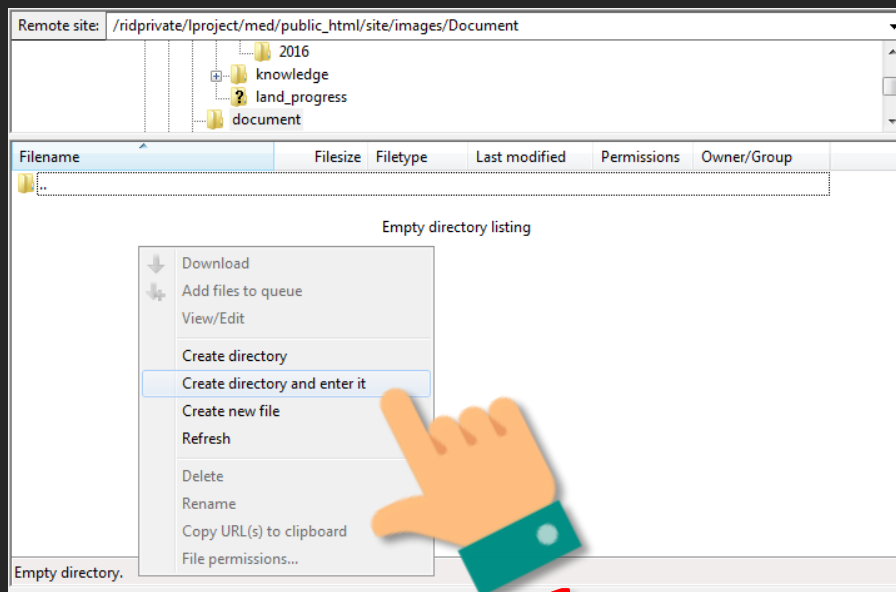 Remote site: /ridprivate/lproject/med/public_html/site/images/Document
2016
knowledge
? land_progress
document
Filename Filesize Filetype Last modified Permissions Owner/Group
..
Empty directory listing
Download
Add files to queue
View/Edit
Create directory
Create directory and enter it
Create new file
Refresh
Delete
Rename
Copy URL(s) to clipboard
File permissions...
Empty directory.